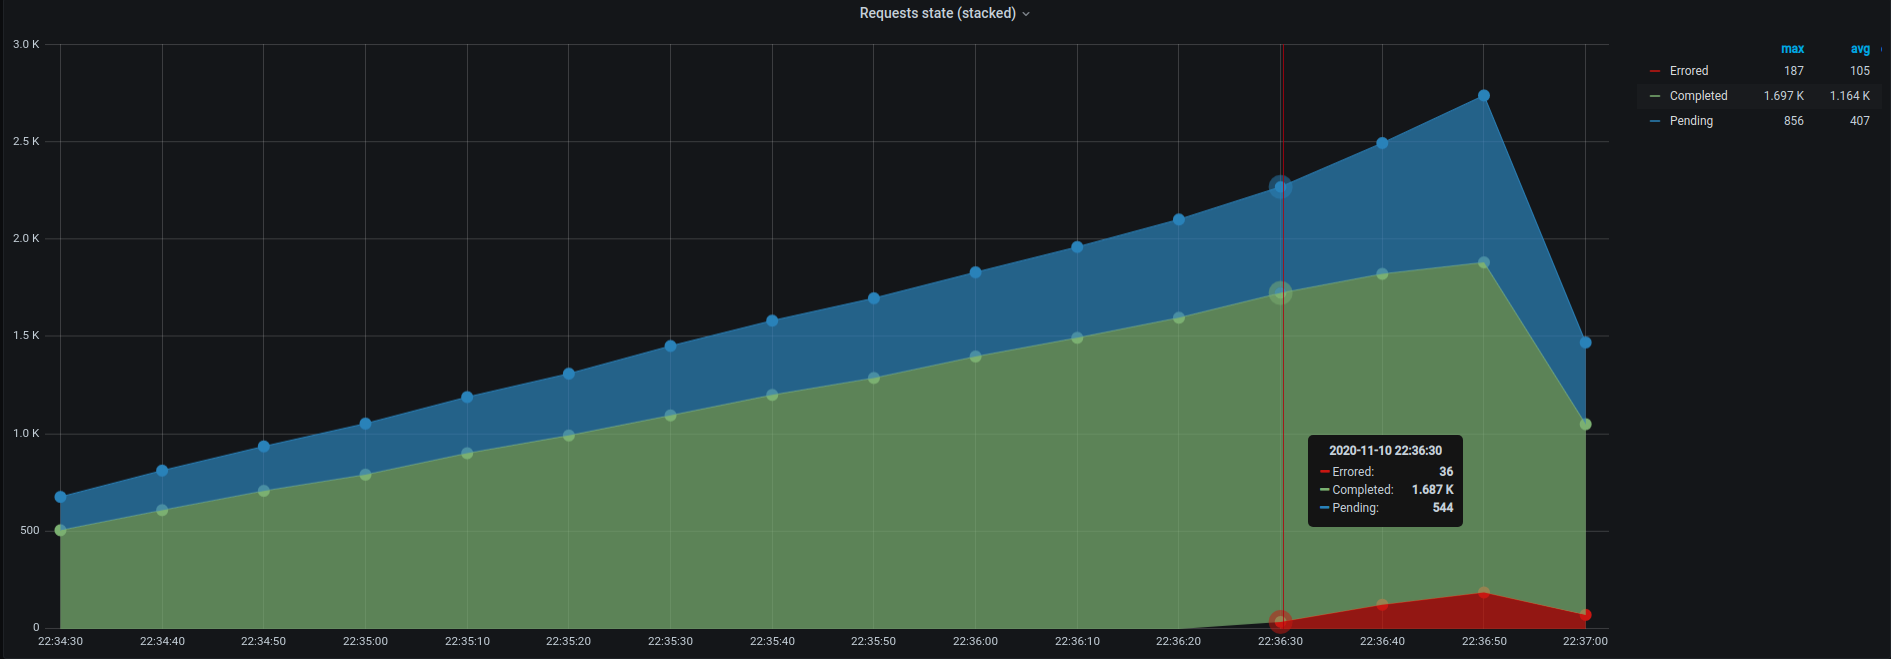 Requests state (stacked)
3.0 K
2.5 K
2.0 K
1.5 K
1.0 K
500
0
22:34:30 22:34:40 22:34:50 22:35:00 22:35:10 22:35:20 22:35:30 22:35:40 22:35:50 22:36:00 22:36:10 22:36:20 22:36:30 22:36:40 22:36:50 22:37:00
max avg
Errored 187 105
Completed 1.697 K 1.164 K
Pending 856 407
2020-11-10 22:36:30
Errored: 36
Completed: 1.687 K
Pending: 544